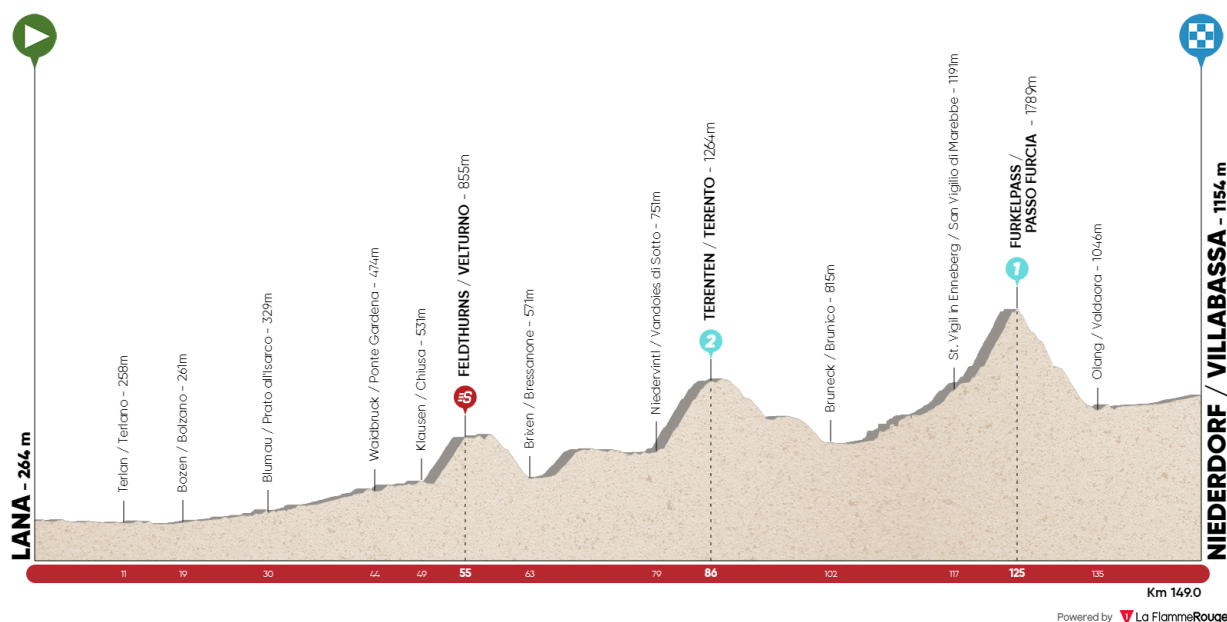 LANA - 264 m
Terlan / Terlano - 258m
Bozen / Bolzano - 261m
Blumau / Prato all'Isarco - 329m
Waidbruck / Ponte Gardena - 474m
Klausen / Chiusa - 531m
FELDTHURNS / VELTURNO - 855m
S
Brixen / Bressanone - 571m
Niedervintl / Vandoies di Sotto - 751m
TERENTEN / TERENTO - 1264m
2
Bruneck / Brunico - 815m
St. Vigil in Enneberg / San Vigilio di Marebbe - 1191m
FURKELPASS /
PASSO FURCIA - 1789m
1
Olang / Valdaora - 1046m
NIEDERDORF / VILLABASSA - 1154 m
11 19 30 44 49 55 63 79 86 102 117 125 135
Km 149.0
Powered by La FlammeRouge